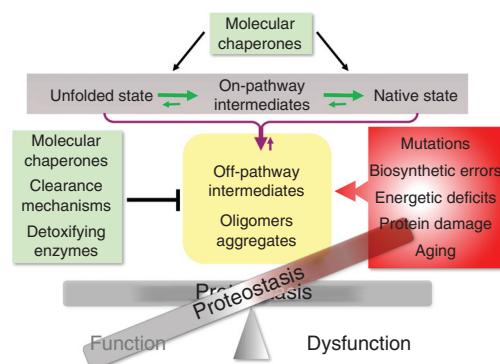 Molecular
chaperones
Unfolded state
On-pathway
intermediates
Native state
Molecular
chaperones
Clearance
mechanisms
Detoxifying
enzymes
Off-pathway
intermediates
Oligomers
aggregates
Mutations
Biosynthetic errors
Energetic deficits
Protein damage
Aging
Proteostasis
Proteostasis
Function
Dysfunction